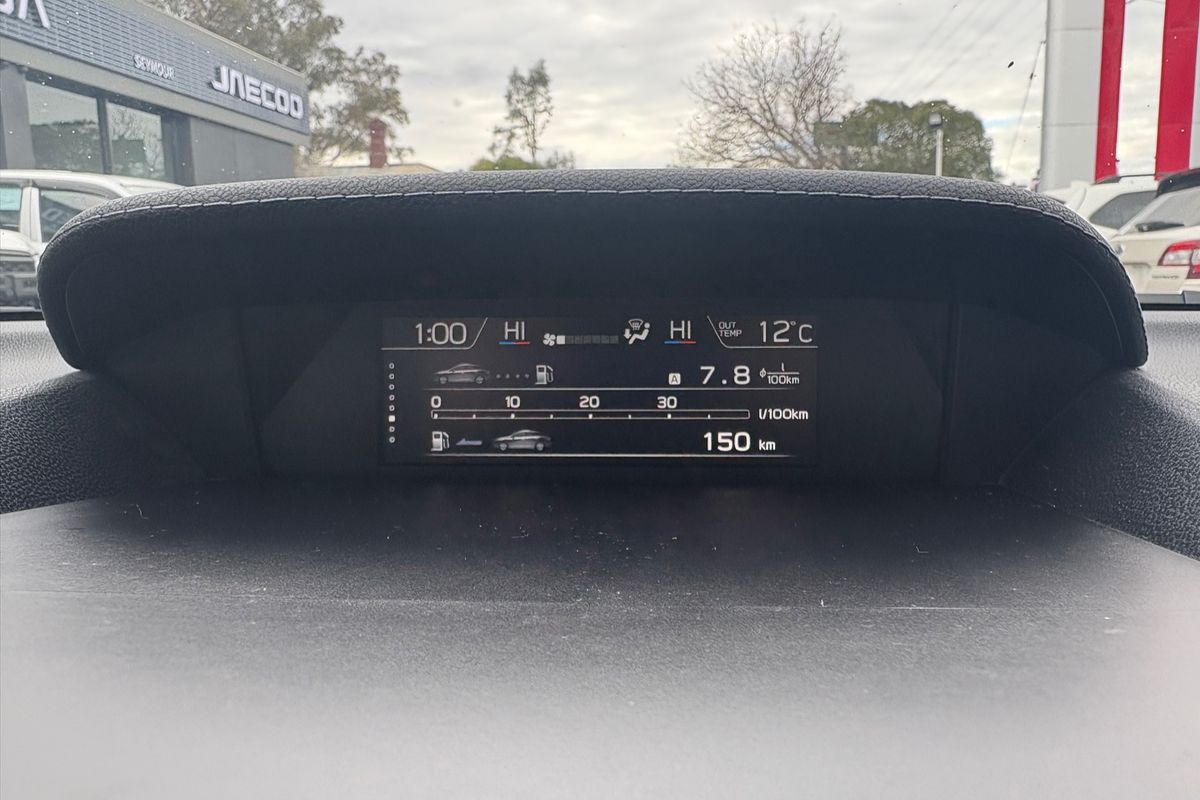 SEYMOUR
JAECOO
1:00 HI HI OUT TEMP 12°C
A 7.8 ϕ l/100km
0 10 20 30
l/100km
150 km